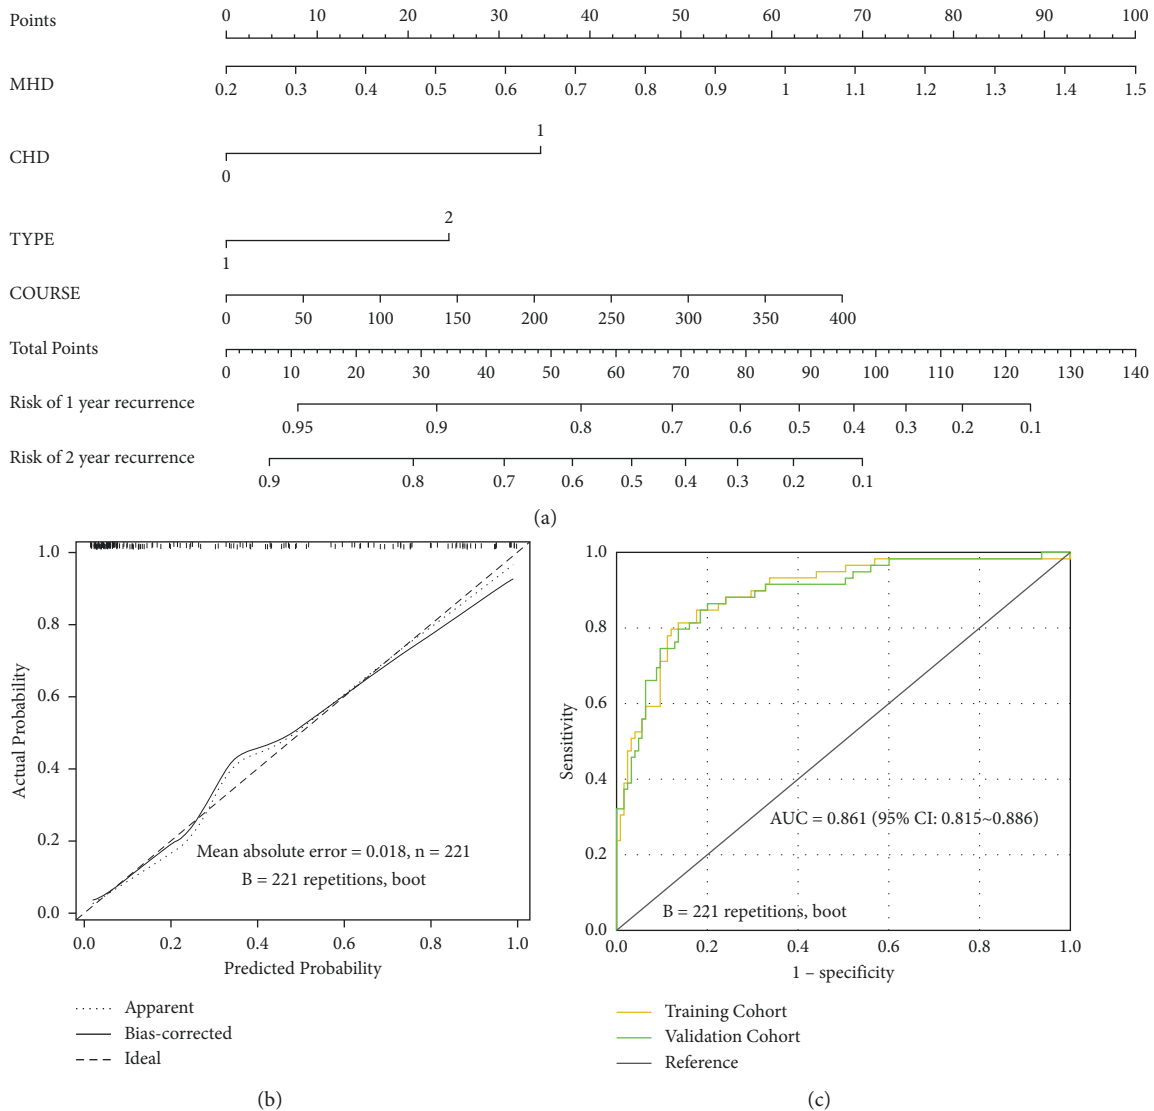 Points
0 10 20 30 40 50 60 70 80 90 100
MHD
0.2 0.3 0.4 0.5 0.6 0.7 0.8 0.9 1 1.1 1.2 1.3 1.4 1.5
1
CHD
0
2
TYPE
1
COURSE
0 50 100 150 200 250 300 350 400
Total Points
0 10 20 30 40 50 60 70 80 90 100 110 120 130 140
Risk of 1 year recurrence
0.95 0.9 0.8 0.7 0.6 0.5 0.4 0.3 0.2 0.1
Risk of 2 year recurrence
0.9 0.8 0.7 0.6 0.5 0.4 0.3 0.2 0.1
(a)
Actual Probability
1.0
0.8
0.6
0.4
0.2
0.0
Mean absolute error = 0.018, n = 221
B = 221 repetitions, boot
0.0 0.2 0.4 0.6 0.8 1.0
Predicted Probability
Apparent
Bias-corrected
Ideal
(b)
Sensitivity
1.0
0.8
0.6
0.4
0.2
0.0
AUC = 0.861 (95% CI: 0.815~0.886)
B = 221 repetitions, boot
0.0 0.2 0.4 0.6 0.8 1.0
1 – specificity
Training Cohort
Validation Cohort
Reference
(c)